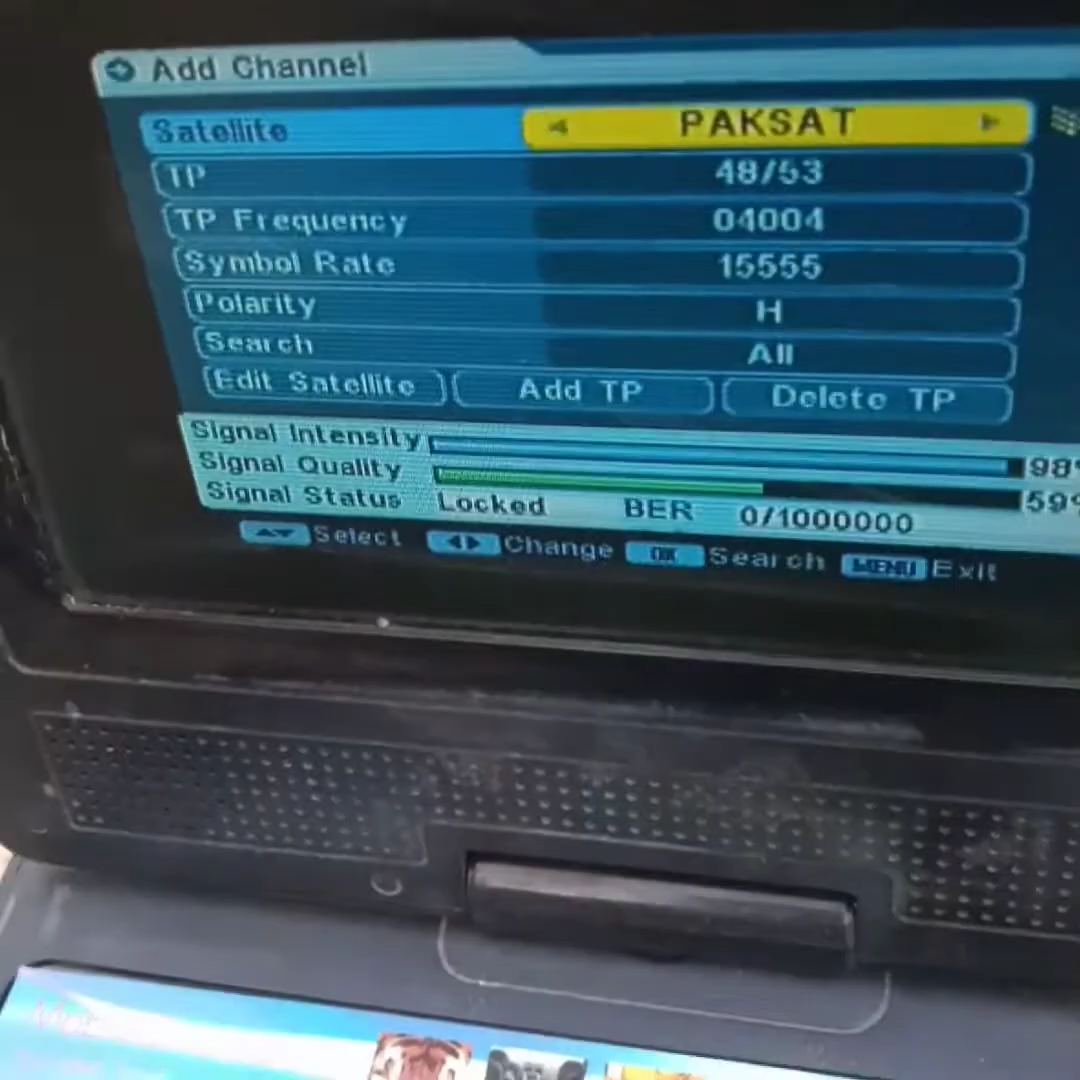 Add Channel
Satellite PAKSAT
TP 48/53
TP Frequency 04004
Symbol Rate 15555
Polarity H
Search All
Edit Satellite Add TP Delete TP
Signal Intensity 98%
Signal Quality 59%
Signal Status Locked BER 0/1000000
Select Change OK Search MENU Exit